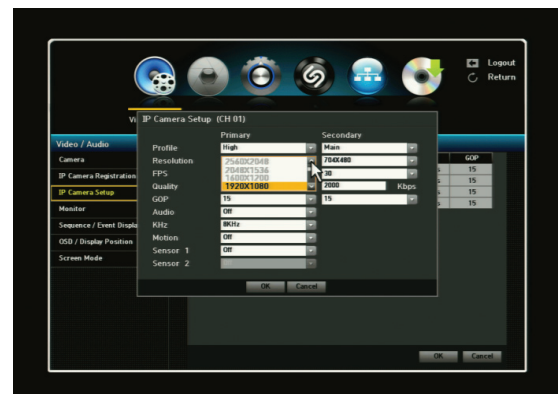 Logout
Return
Vi
IP Camera Setup (CH 01)
Primary Secondary
Video / Audio
Camera
IP Camera Registration
IP Camera Setup
Monitor
Sequence / Event Displa
OSD / Display Position
Screen Mode
Profile High Main
Resolution 2560X2048 704X480
2048X1536
FPS 1600X1200 30
Quality 1920X1080 2000 Kbps
GOP 15 15
Audio Off
KHz 8KHz
Motion Off
Sensor 1 Off
Sensor 2
OK Cancel
GOP
s 15
s 15
s 15
s 15
OK Cancel